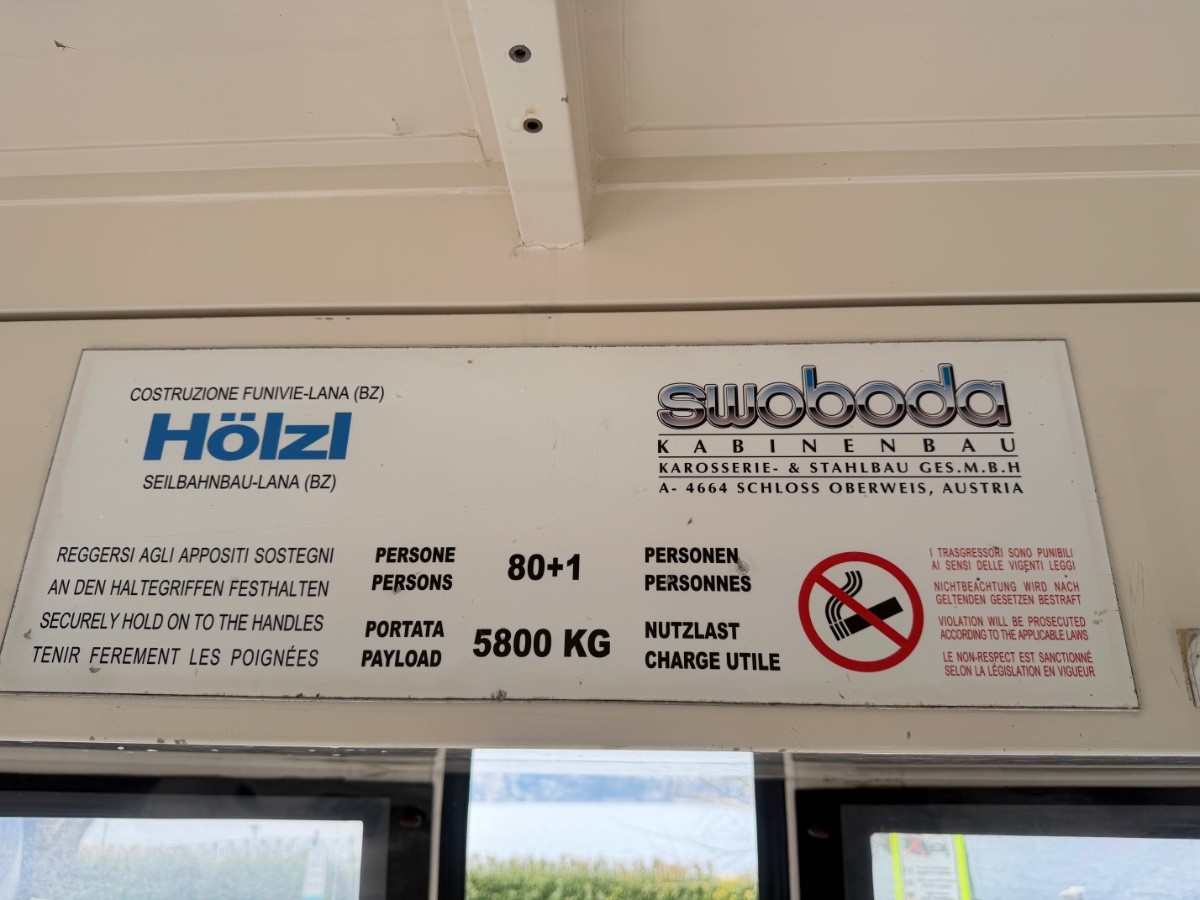 COSTRUZIONE FUNIVIE-LANA (BZ)
Hölzl
SEILBAHNBAU-LANA (BZ)
swoboda
KABINENBAU
KAROSSERIE- & STAHLBAU GES.M.B.H
A- 4664 SCHLOSS OBERWEIS, AUSTRIA
REGGERSI AGLI APPOSITI SOSTEGNI
AN DEN HALTEGRIFFEN FESTHALTEN
SECURELY HOLD ON TO THE HANDLES
TENIR FEREMENT LES POIGNÉES
PERSONE
PERSONS
80+1
PERSONEN
PERSONNES
PORTATA
PAYLOAD
5800 KG
NUTZLAST
CHARGE UTILE
I TRASGRESSORI SONO PUNIBILI
AI SENSI DELLE VIGENTI LEGGI
NICHTBEACHTUNG WIRD NACH
GELTENDEN GESETZEN BESTRAFT
VIOLATION WILL BE PROSECUTED
ACCORDING TO THE APPLICABLE LAWS
LE NON-RESPECT EST SANCTIONNÉ
SELON LA LÉGISLATION EN VIGUEUR